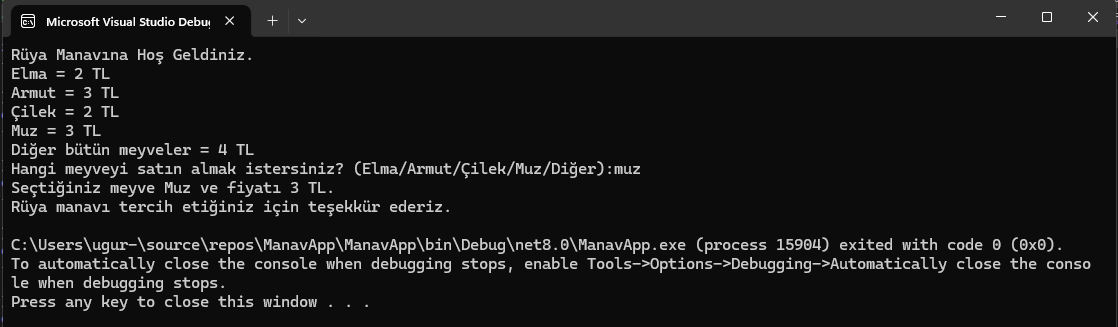 Microsoft Visual Studio Debu
Rüya Manavına Hoş Geldiniz.
Elma = 2 TL
Armut = 3 TL
Çilek = 2 TL
Muz = 3 TL
Diğer bütün meyveler = 4 TL
Hangi meyveyi satın almak istersiniz? (Elma/Armut/Çilek/Muz/Diğer):muz
Seçtiğiniz meyve Muz ve fiyatı 3 TL.
Rüya manavı tercih etiğiniz için teşekkür ederiz.
C:\Users\ugur-\source\repos\ManavApp\ManavApp\bin\Debug\net8.0\ManavApp.exe (process 15904) exited with code 0 (0x0).
To automatically close the console when debugging stops, enable Tools->Options->Debugging->Automatically close the conso
le when debugging stops.
Press any key to close this window . . .